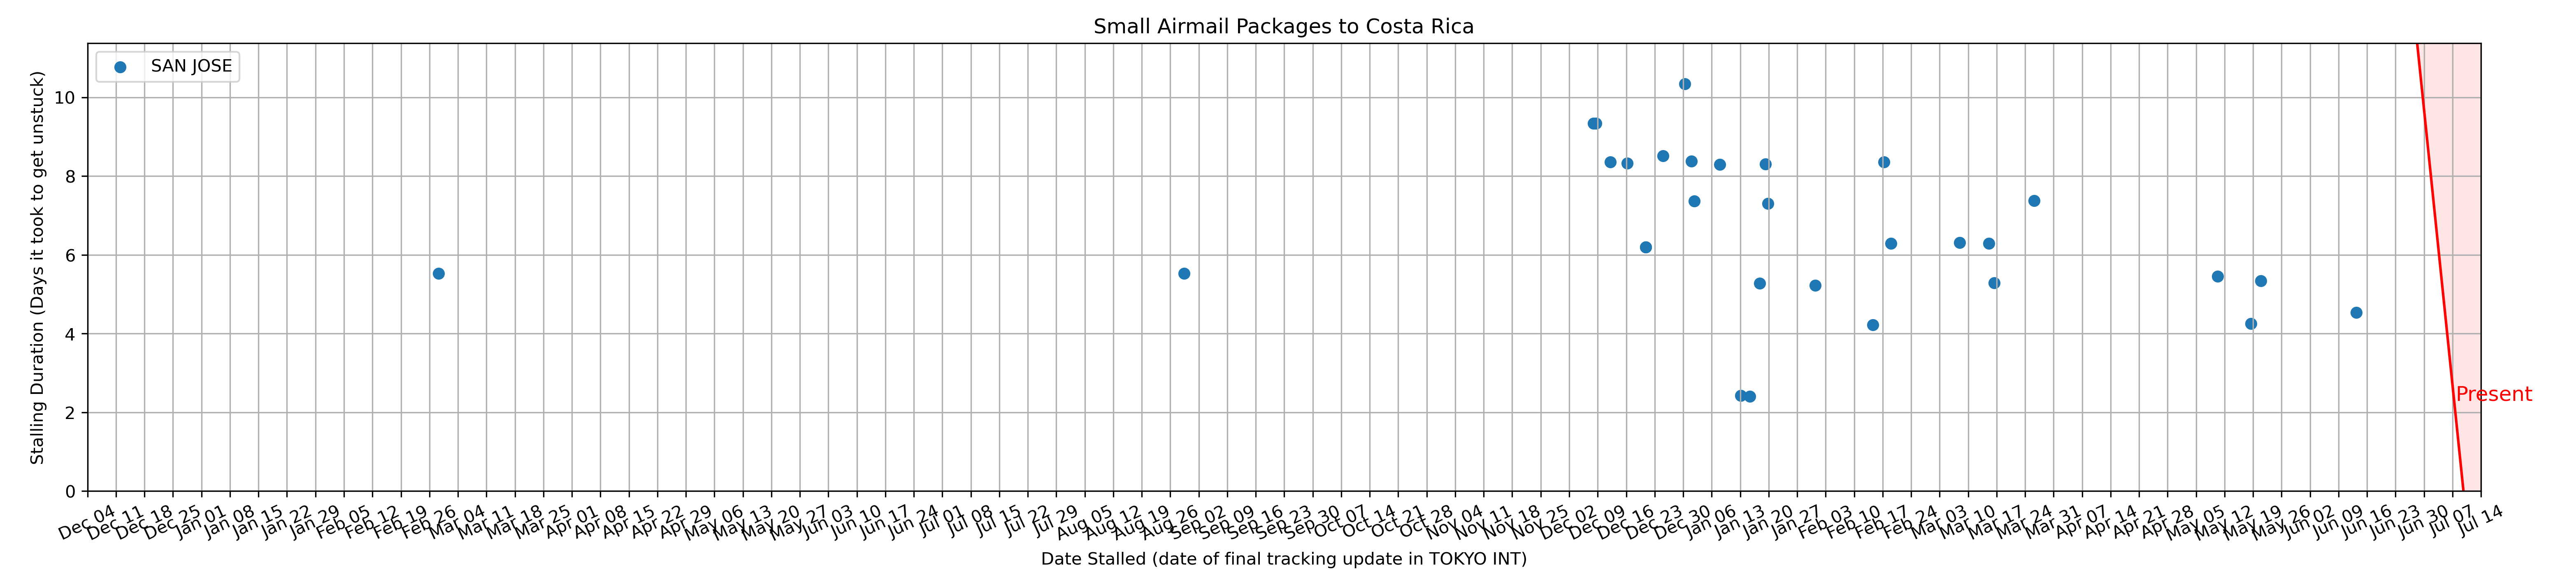 Small Airmail Packages to Costa Rica
SAN JOSE
Stalling Duration (Days it took to get unstuck)
10
8
6
4
2
0
Present
Dec 04 Dec 11 Dec 18 Dec 25 Jan 01 Jan 08 Jan 15 Jan 22 Jan 29 Feb 05 Feb 12 Feb 19 Feb 26 Mar 04 Mar 11 Mar 18 Mar 25 Apr 01 Apr 08 Apr 15 Apr 22 Apr 29 May 06 May 13 May 20 May 27 Jun 03 Jun 10 Jun 17 Jun 24 Jul 01 Jul 08 Jul 15 Jul 22 Jul 29 Aug 05 Aug 12 Aug 19 Aug 26 Sep 02 Sep 09 Sep 16 Sep 23 Sep 30 Oct 07 Oct 14 Oct 21 Oct 28 Nov 04 Nov 11 Nov 18 Nov 25 Dec 02 Dec 09 Dec 16 Dec 23 Dec 30 Jan 06 Jan 13 Jan 20 Jan 27 Feb 03 Feb 10 Feb 17 Feb 24 Mar 03 Mar 10 Mar 17 Mar 24 Mar 31 Apr 07 Apr 14 Apr 21 Apr 28 May 05 May 12 May 19 May 26 Jun 02 Jun 09 Jun 16 Jun 23 Jun 30 Jul 07 Jul 14
Date Stalled (date of final tracking update in TOKYO INT)